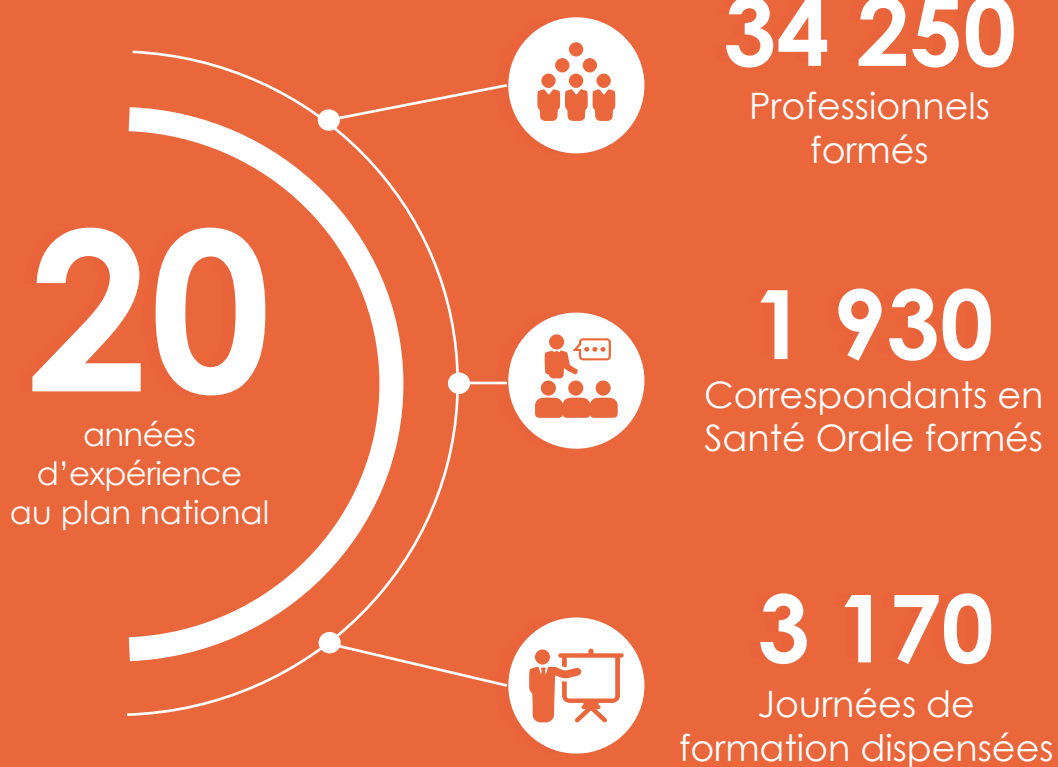 20
années
d’expérience
au plan national
34 250
Professionnels
formés
1 930
Correspondants en
Santé Orale formés
3 170
Journées de
formation dispensées